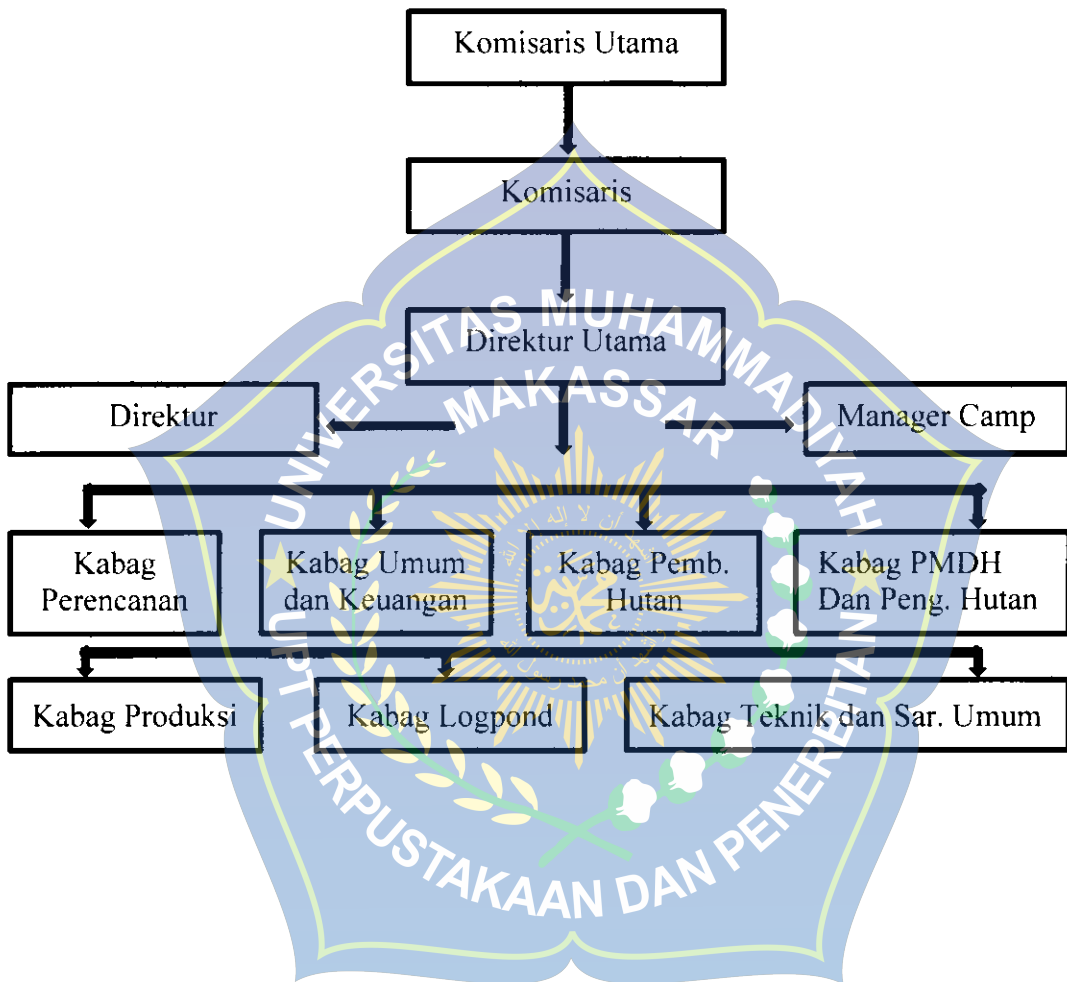 Komisaris Utama
Komisaris
Direktur Utama
Direktur
Manager Camp
Kabag
Perencanan
Kabag Umum
dan Keuangan
Kabag Pemb.
Hutan
Kabag PMDH
Dan Peng. Hutan
Kabag Produksi
Kabag Logpond
Kabag Teknik dan Sar. Umum
UNIVERSITAS MUHAMMADIYAH
MAKASSAR
UPT PERPUSTAKAAN DAN PENERBITAN